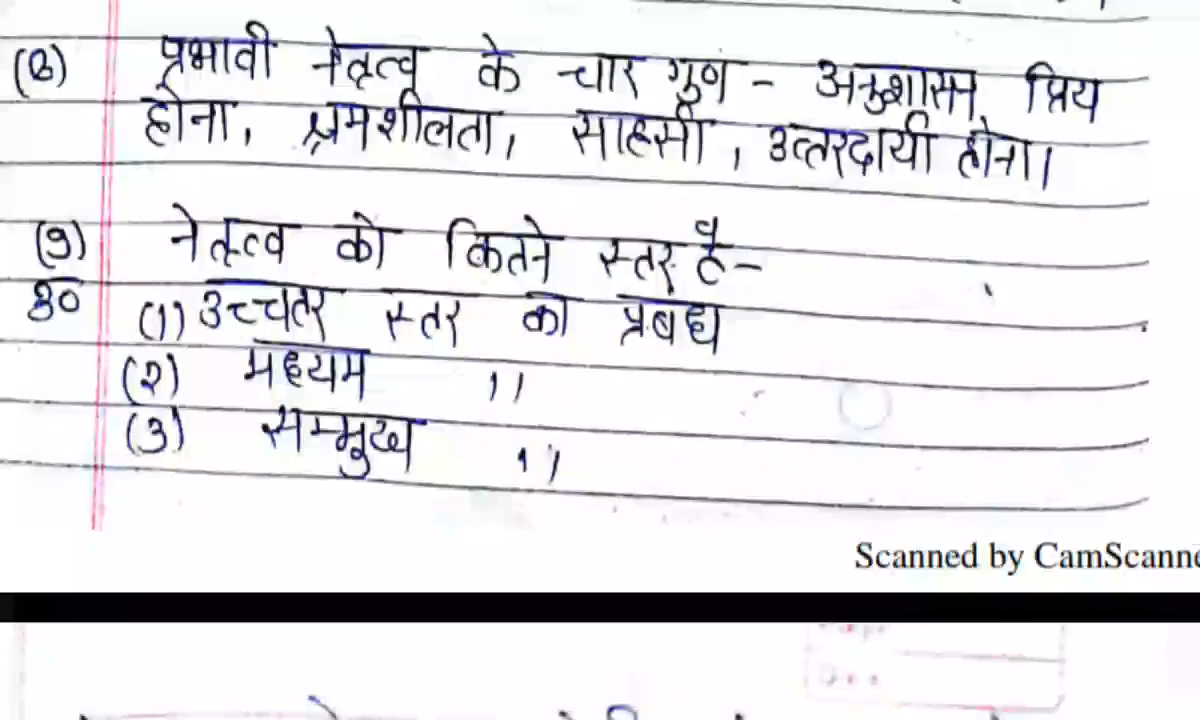 (8) प्रभावी नेतृत्व के चार गुण - अनुशासन प्रिय
होना, श्रमशीलता, साहसी, उत्तरदायी होना।
(9) नेतृत्व को कितने स्तर है-
उ० (1) उच्चतर स्तर का प्रबंध
(२) मध्यम ''
(3) सम्मुख ''
Scanned by CamScanne